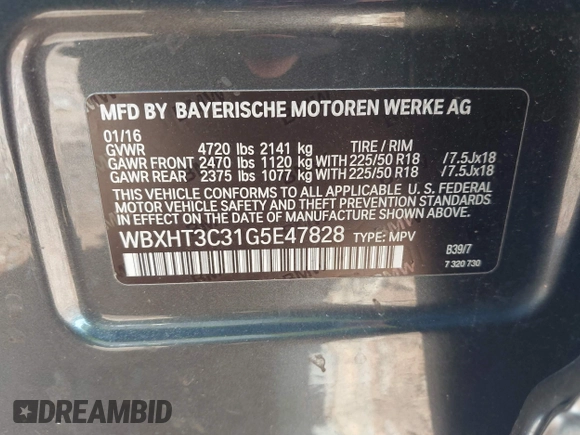 MFD BY BAYERISCHE MOTOREN WERKE AG
01/16
GVWR 4720 lbs 2141 kg TIRE / RIM
GAWR FRONT 2470 lbs 1120 kg WITH 225/50 R18 /7.5Jx18
GAWR REAR 2375 lbs 1077 kg WITH 225/50 R18 /7.5Jx18
THIS VEHICLE CONFORMS TO ALL APPLICABLE U. S. FEDERAL
MOTOR VEHICLE SAFETY AND THEFT PREVENTION STANDARDS
IN EFFECT ON THE DATE OF MANUFACTURE SHOWN ABOVE.
WBXHT3C31G5E47828 TYPE: MPV
B39/7
7 320 730
DREAMBID